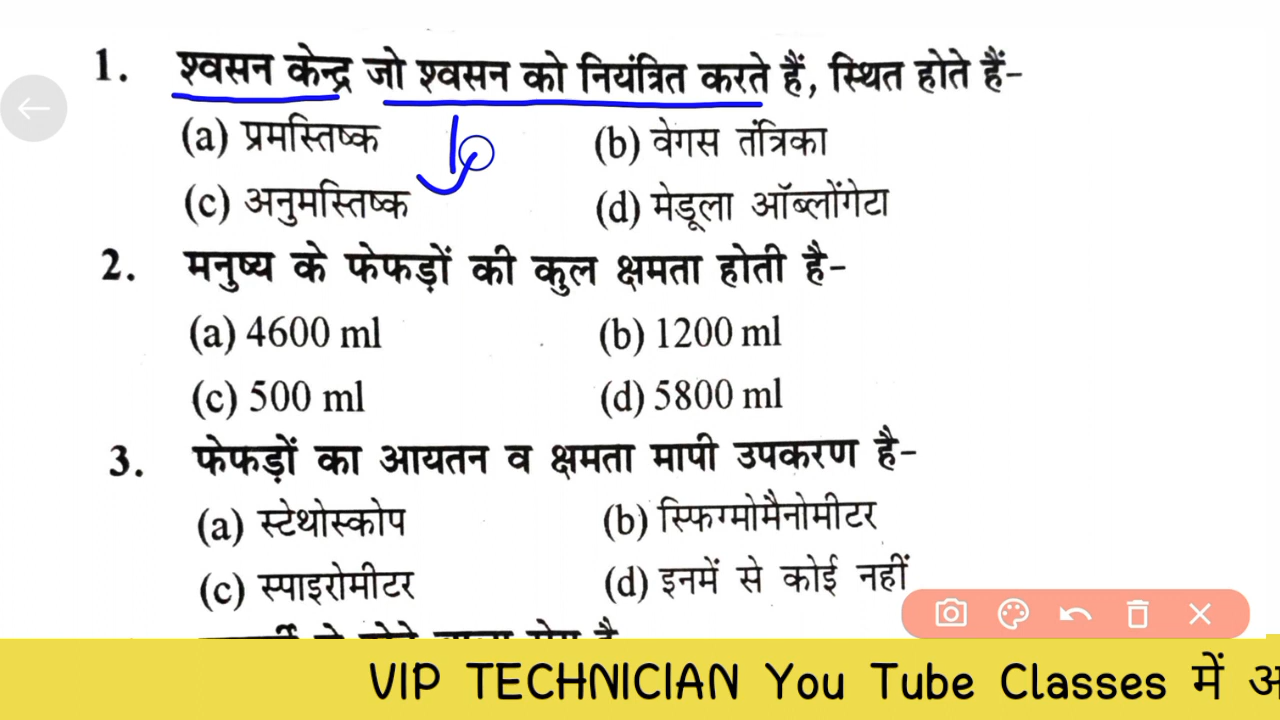 1. श्वसन केन्द्र जो श्वसन को नियंत्रित करते हैं, स्थित होते हैं-
(a) प्रमस्तिष्क (b) वेगस तंत्रिका
(c) अनुमस्तिष्क (d) मेडूला ऑब्लोंगेटा
2. मनुष्य के फेफड़ों की कुल क्षमता होती है-
(a) 4600 ml (b) 1200 ml
(c) 500 ml (d) 5800 ml
3. फेफड़ों का आयतन व क्षमता मापी उपकरण है-
(a) स्टेथोस्कोप (b) स्फिग्मोमैनोमीटर
(c) स्पाइरोमीटर (d) इनमें से कोई नहीं
VIP TECHNICIAN You Tube Classes में